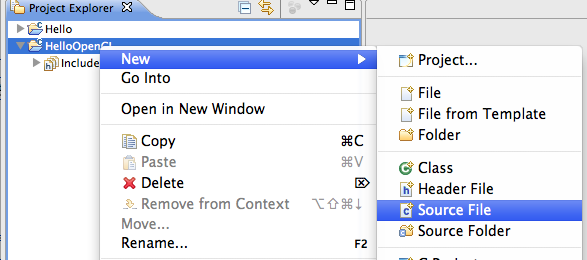 Project Explorer
Hello
HelloOpenGL
Include
New
Go Into
Open in New Window
Copy ⌘C
Paste ⌘V
Delete ⌦
Remove from Context ⌥⇧⌘↓
Move...
Rename... F2
Project...
File
File from Template
Folder
Class
Header File
Source File
Source Folder